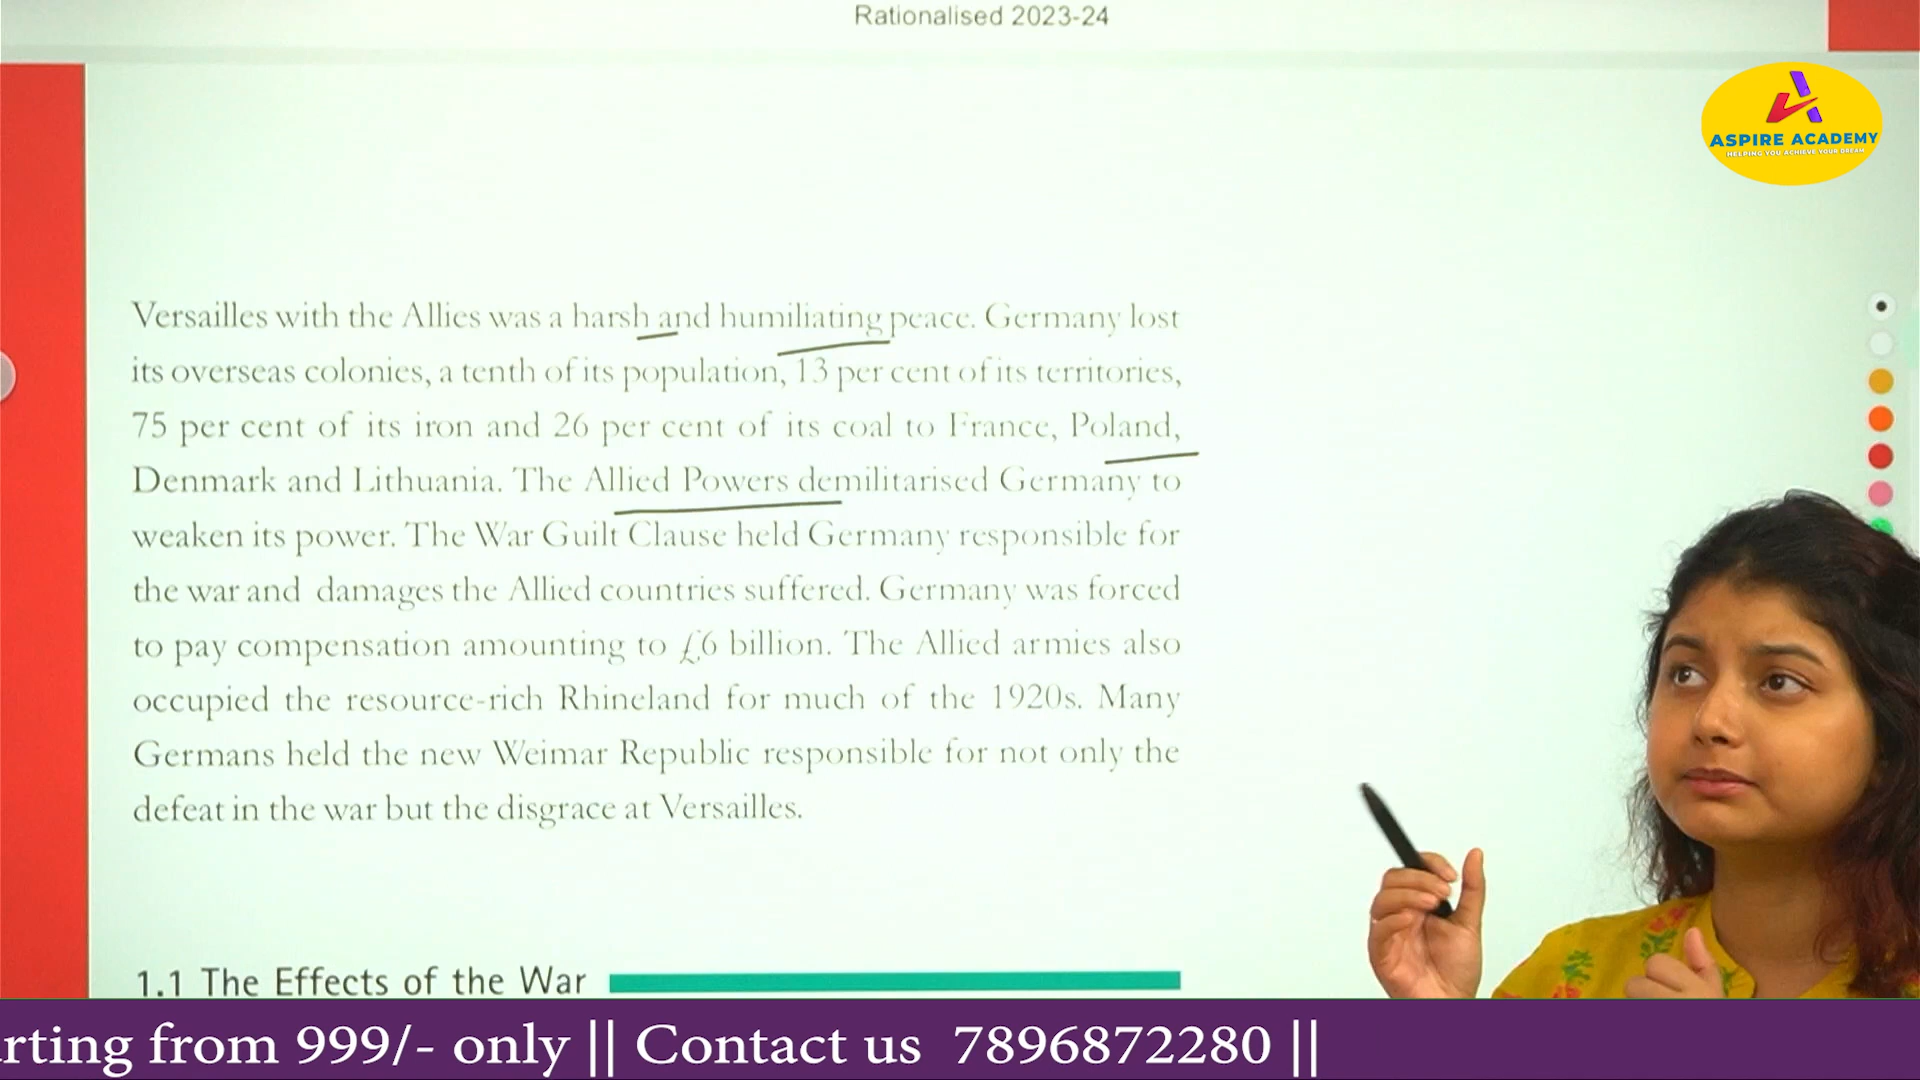 Rationalised 2023-24
ASPIRE ACADEMY
HELPING YOU ACHIEVE YOUR DREAM
Versailles with the Allies was a harsh and humiliating peace. Germany lost
its overseas colonies, a tenth of its population, 13 per cent of its territories,
75 per cent of its iron and 26 per cent of its coal to France, Poland,
Denmark and Lithuania. The Allied Powers demilitarised Germany to
weaken its power. The War Guilt Clause held Germany responsible for
the war and damages the Allied countries suffered. Germany was forced
to pay compensation amounting to £6 billion. The Allied armies also
occupied the resource-rich Rhineland for much of the 1920s. Many
Germans held the new Weimar Republic responsible for not only the
defeat in the war but the disgrace at Versailles.
1.1 The Effects of the War
rting from 999/- only || Contact us 7896872280 ||